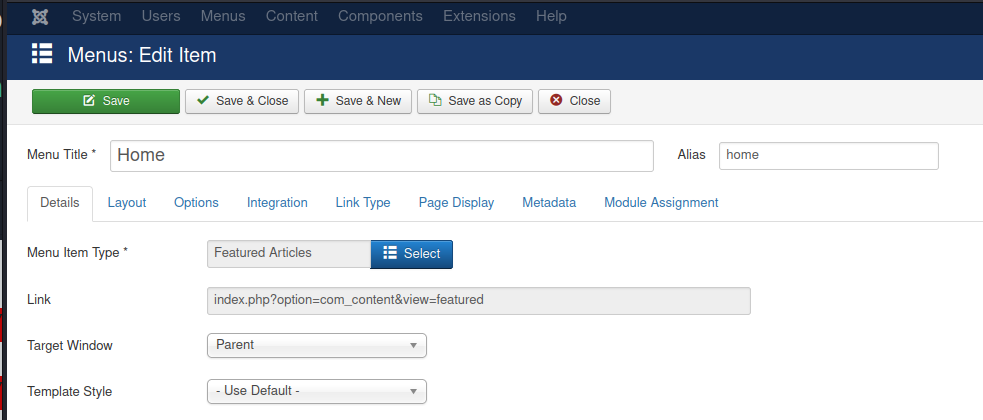 System Users Menus Content Components Extensions Help
Menus: Edit Item
Save Save & Close Save & New Save as Copy Close
Menu Title * Home Alias home
Details Layout Options Integration Link Type Page Display Metadata Module Assignment
Menu Item Type * Featured Articles Select
Link index.php?option=com_content&view=featured
Target Window Parent
Template Style - Use Default -